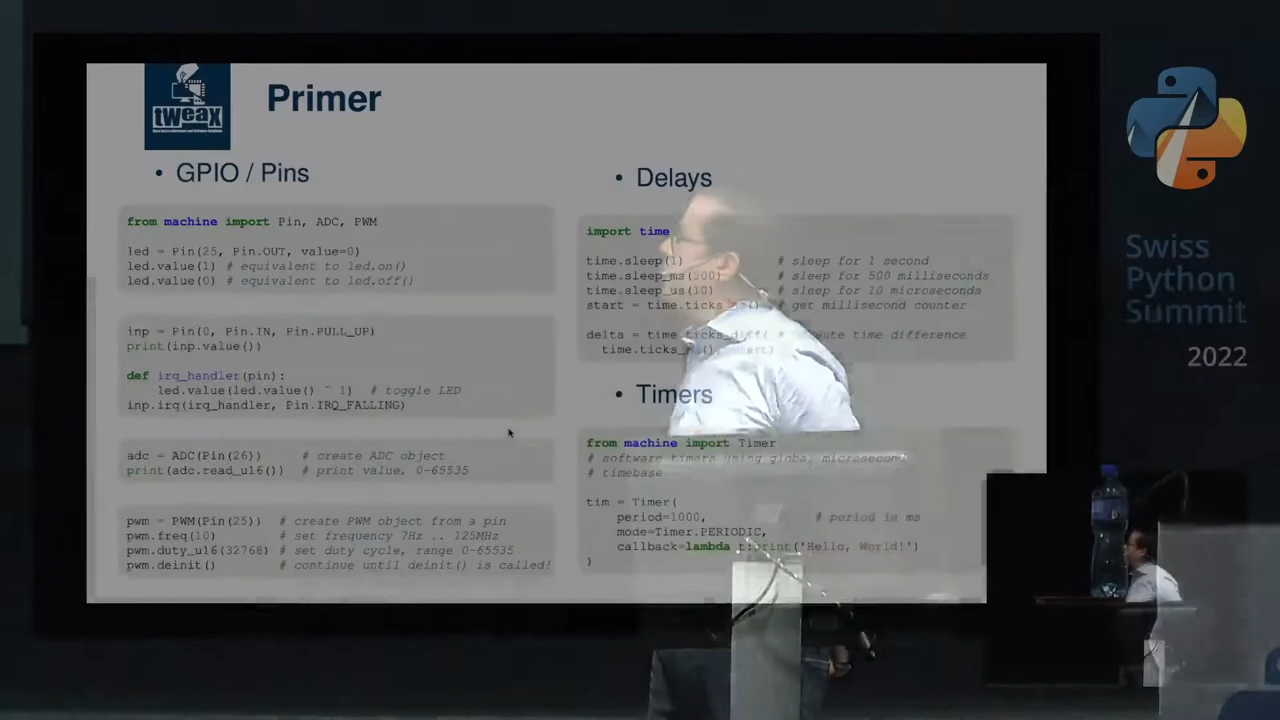 tweax
Primer
• GPIO / Pins
from machine import Pin, ADC, PWM
led = Pin(25, Pin.OUT, value=0)
led.value(1) # equivalent to led.on()
led.value(0) # equivalent to led.off()
inp = Pin(0, Pin.IN, Pin.PULL_UP)
print(inp.value())
def irq_handler(pin):
led.value(led.value() ^ 1) # toggle LED
inp.irq(irq_handler, Pin.IRQ_FALLING)
adc = ADC(Pin(26)) # create ADC object
print(adc.read_u16()) # print value, 0-65535
pwm = PWM(Pin(25)) # create PWM object from a pin
pwm.freq(10) # set frequency 7Hz .. 125MHz
pwm.duty_u16(32768) # set duty cycle, range 0-65535
pwm.deinit() # continue until deinit() is called!
• Delays
import time
time.sleep(1) # sleep for 1 second
time.sleep_ms(500) # sleep for 500 milliseconds
time.sleep_us(10) # sleep for 10 microseconds
start = # get millisecond counter
delta = time.ticks_diff( time difference
• Timers
from machine import Timer
# software timers using global microsecond
# timebase
tim = Timer(
period=1000, # period in ms
mode=Timer.PERIODIC,
callback=lambda t:print('Hello, World!')
)
Swiss
Python
Summit
2022